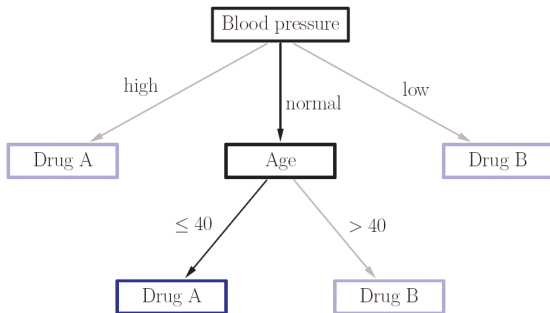 Blood pressure
high
low
normal
Drug A
Age
Drug B
≤ 40
> 40
Drug A
Drug B